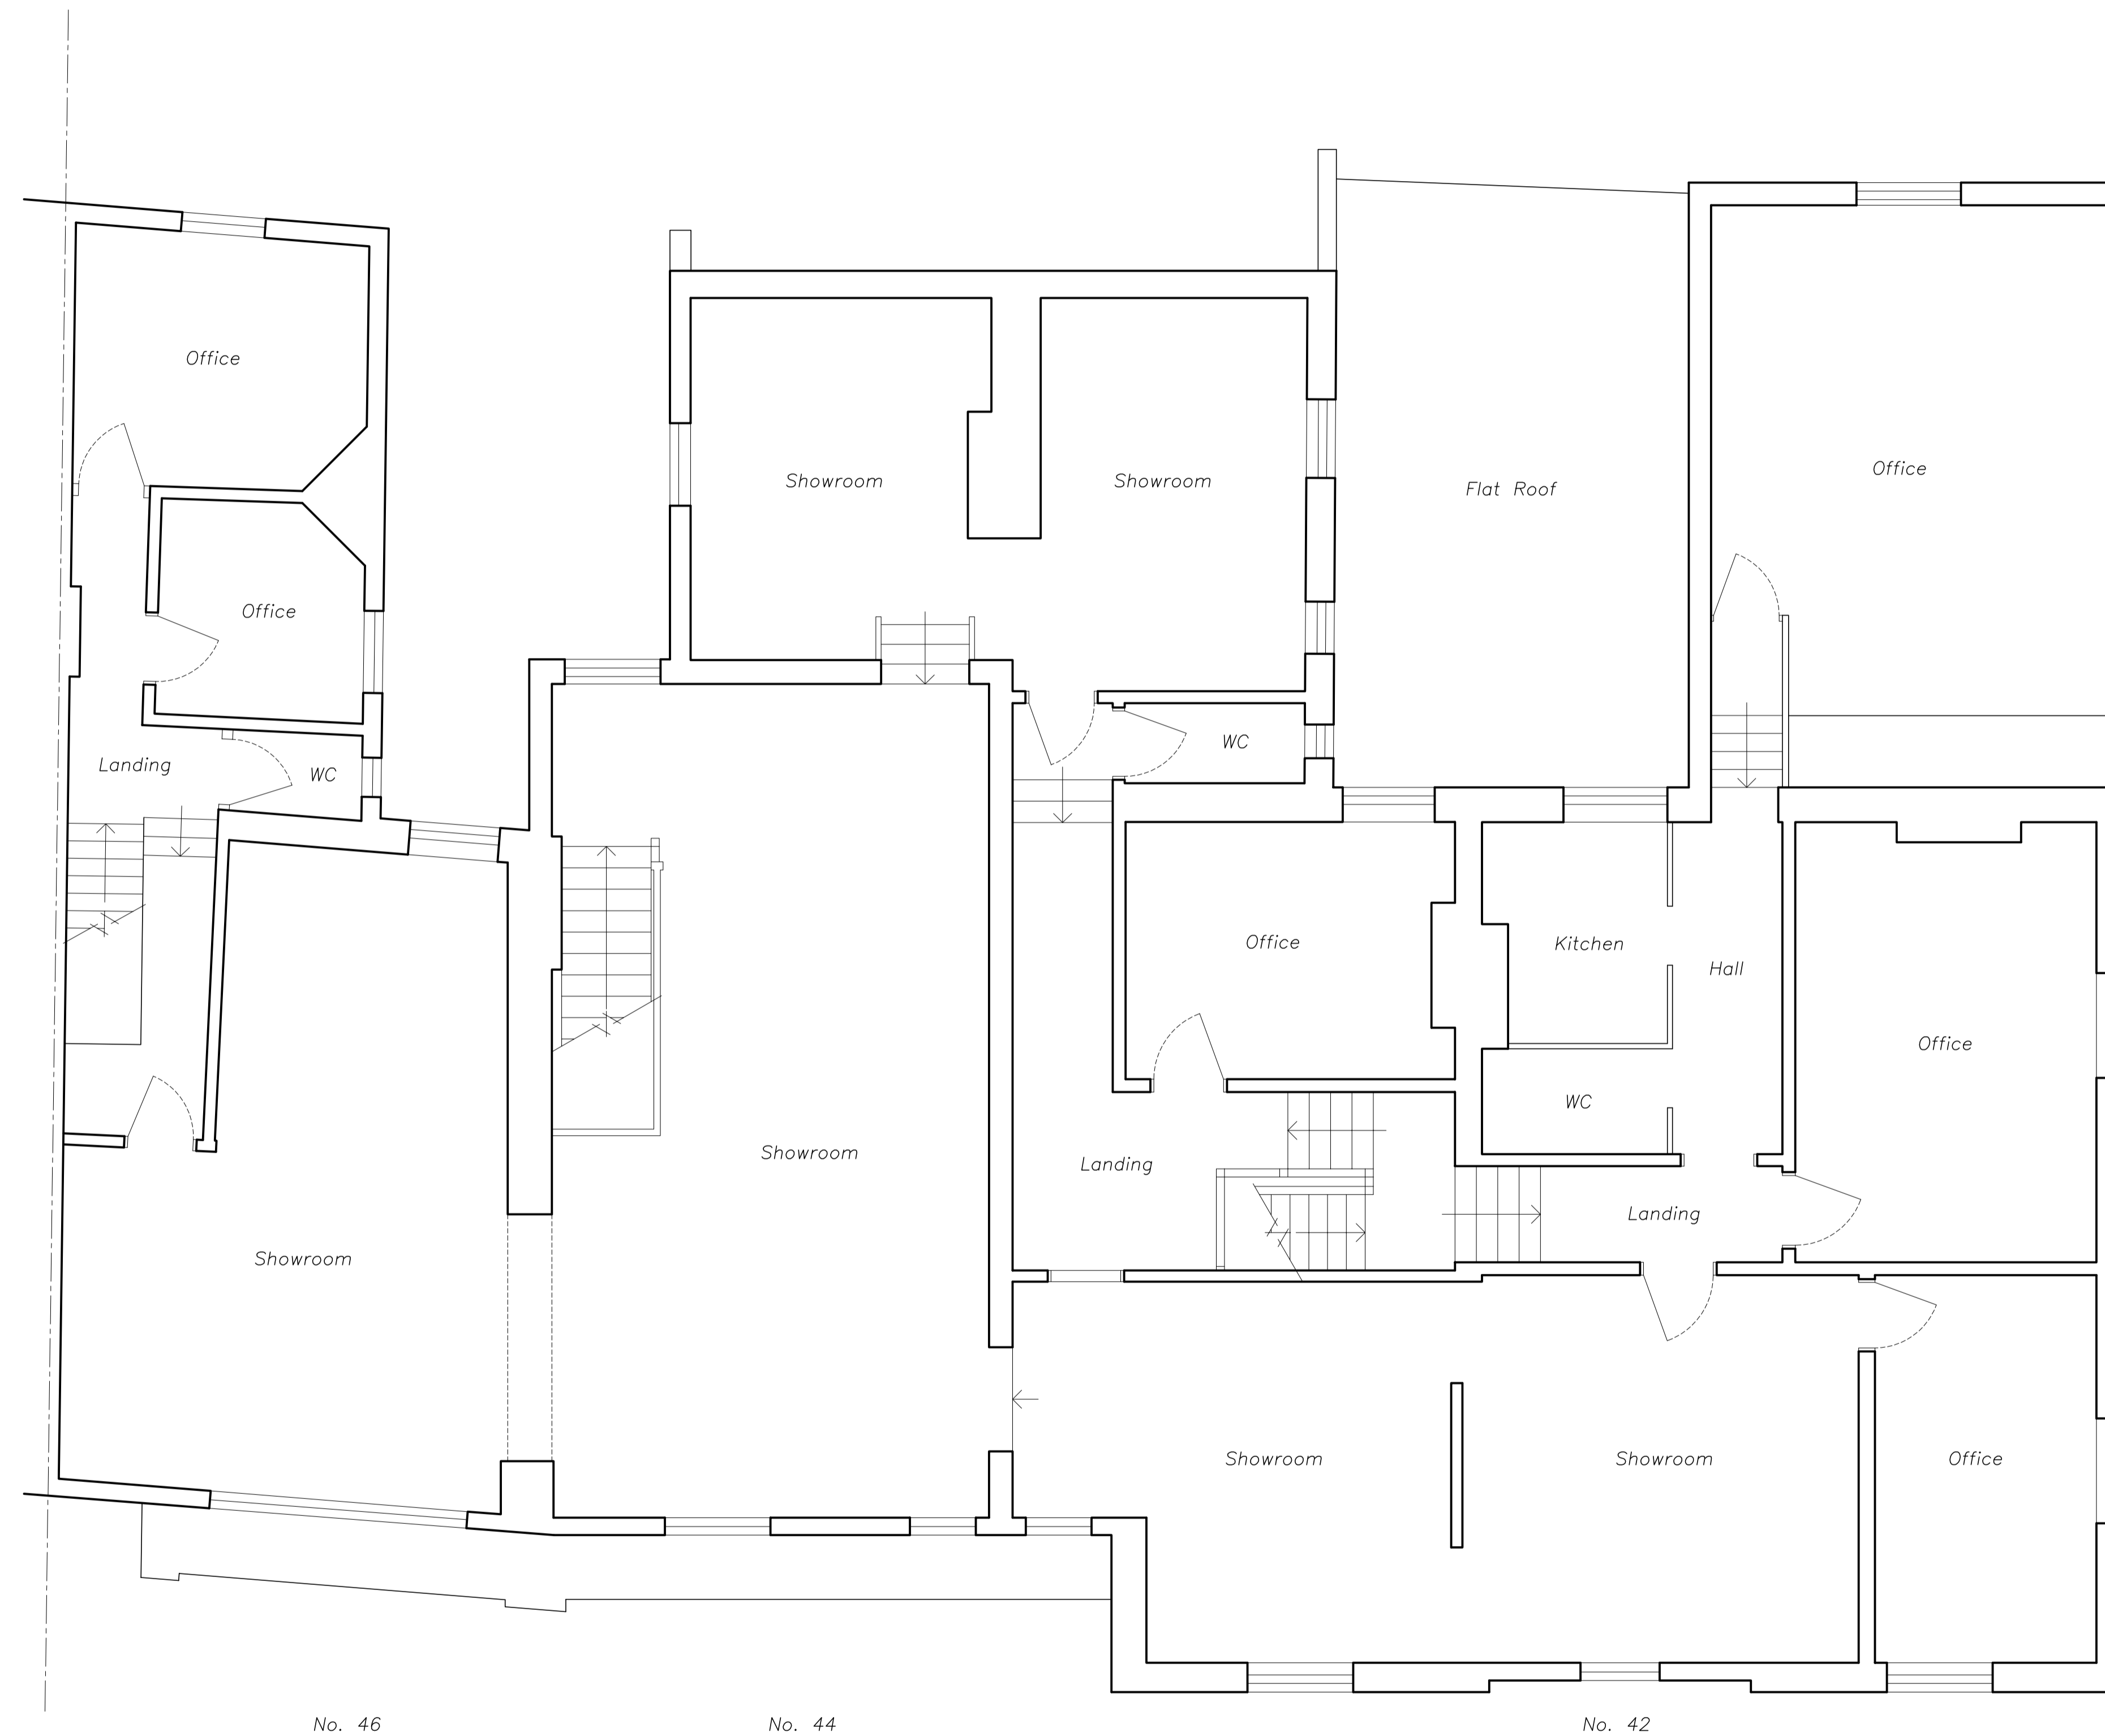 Office
Office
Landing
WC
Showroom
Showroom
Showroom
Showroom
Flat Roof
Office
WC
Office
Kitchen
Hall
Office
WC
Landing
Landing
Showroom
Showroom
Office
No. 46
No. 44
No. 42